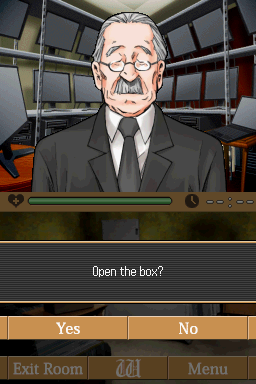 --:--
Open the box?
Yes
No
Exit Room
W
Menu